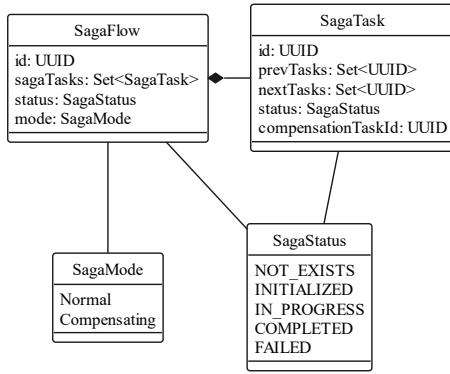 SagaFlow
id: UUID
sagaTasks: Set<SagaTask>
status: SagaStatus
mode: SagaMode
SagaTask
id: UUID
prevTasks: Set<UUID>
nextTasks: Set<UUID>
status: SagaStatus
compensationTaskId: UUID
SagaMode
Normal
Compensating
SagaStatus
NOT_EXISTS
INITIALIZED
IN_PROGRESS
COMPLETED
FAILED